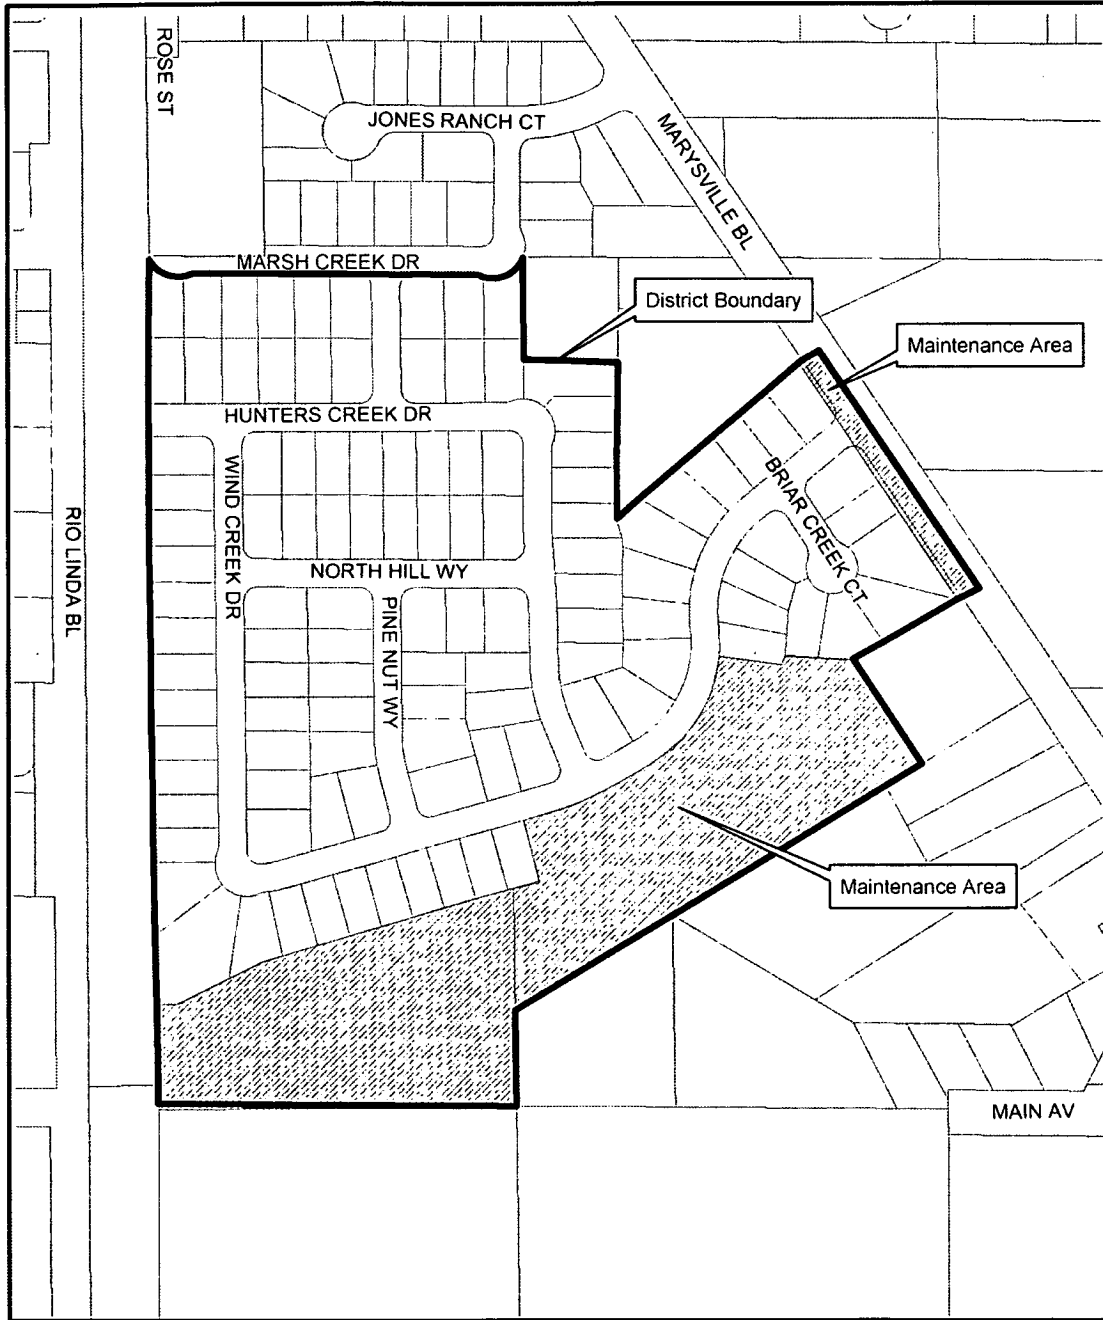 ROSE ST
JONES RANCH CT
MARYSVILLE BL
MARSH CREEK DR
District Boundary
Maintenance Area
HUNTERS CREEK DR
WIND CREEK DR
BRIAR CREEK CT
RIO LINDA BL
NORTH HILL WY
PINE NUT WY
Maintenance Area
MAIN AV